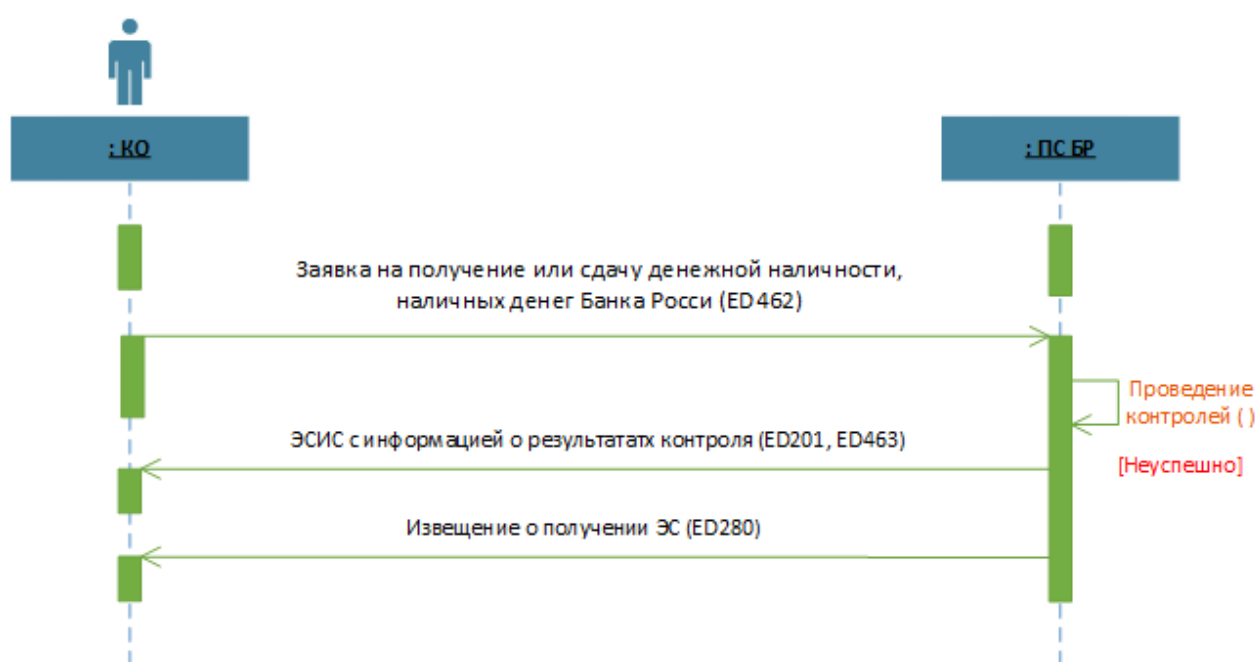 : КО
: ПС БР
Заявка на получение или сдачу денежной наличности,
наличных денег Банка Росси (ED462)
Проведение
контролей ( )
ЭСИС с информацией о результататх контроля (ED201, ED463)
[Неуспешно]
Извещение о получении ЭС (ED280)